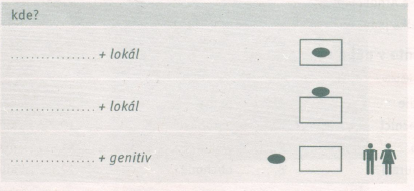 kde?
................. + lokál
................. + lokál
................. + genitiv